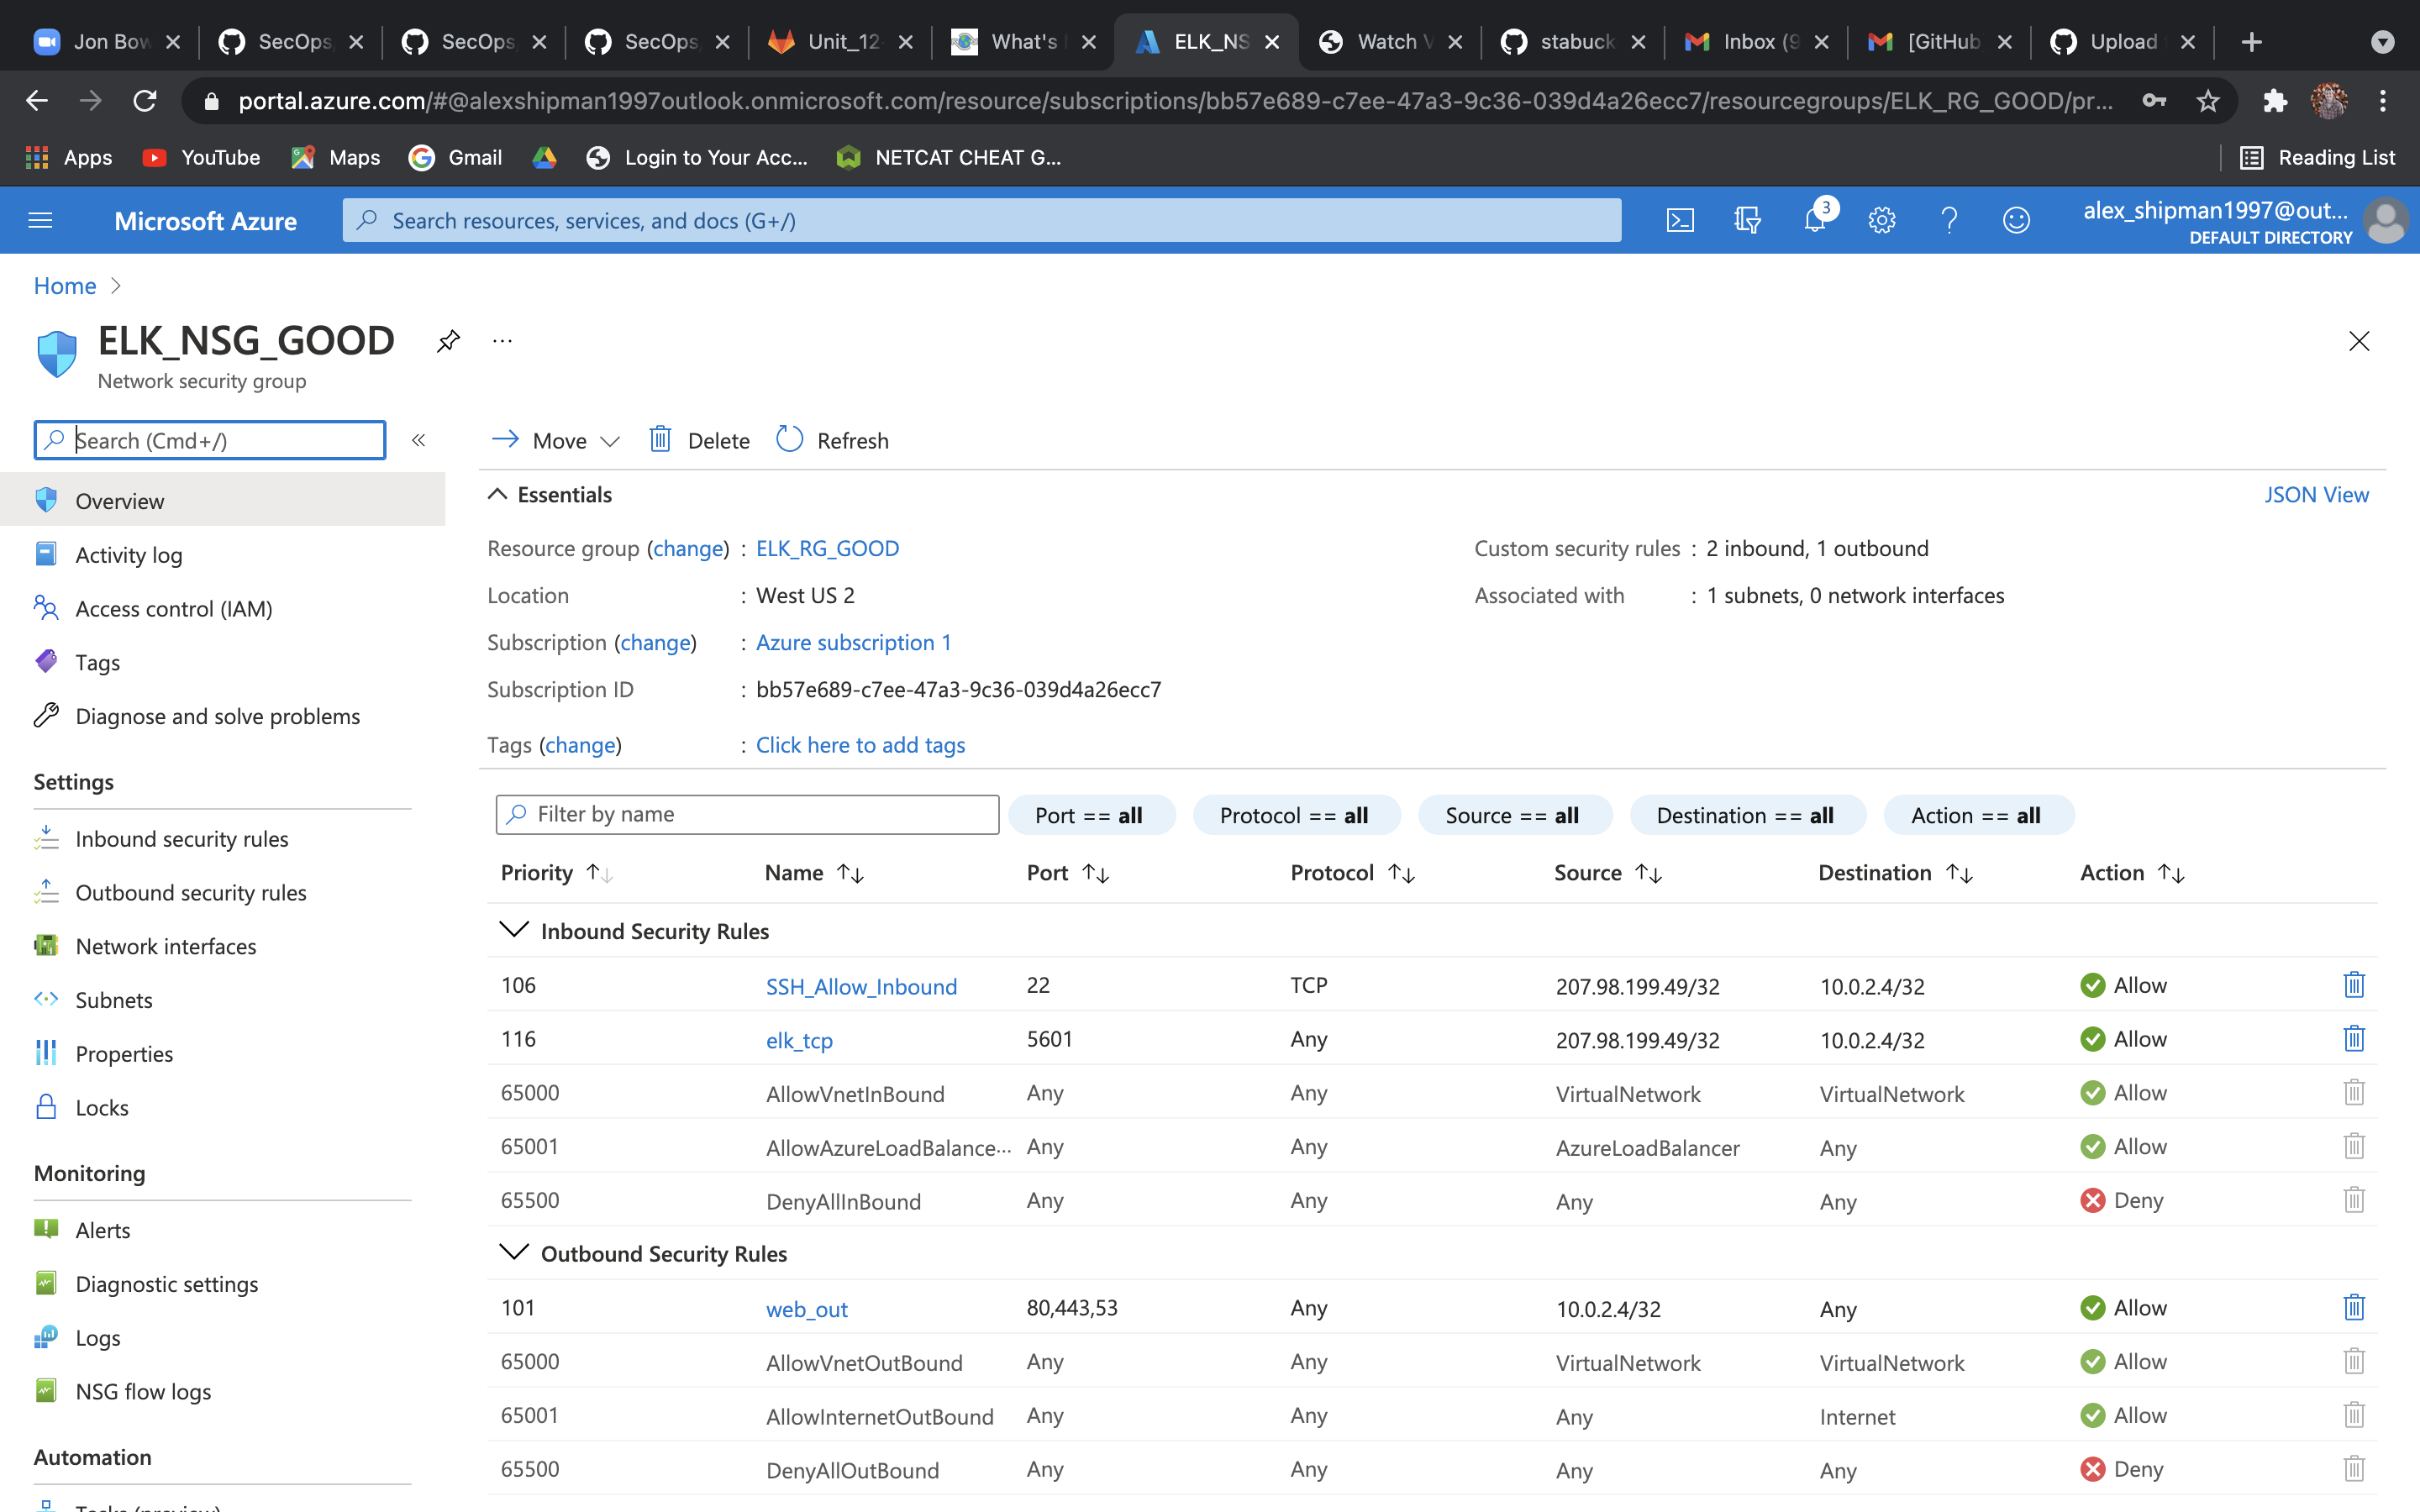 Jon Bow
SecOps
SecOps
SecOps
Unit_12
What's
ELK_NS
Watch
stabuck
Inbox (9
[GitHub
Upload
portal.azure.com/#@alexshipman1997outlook.onmicrosoft.com/resource/subscriptions/bb57e689-c7ee-47a3-9c36-039d4a26ecc7/resourcegroups/ELK_RG_GOOD/pr...
Apps
YouTube
Maps
Gmail
Login to Your Acc...
NETCAT CHEAT G...
Reading List
Microsoft Azure
Search resources, services, and docs (G+/)
3
alex_shipman1997@out...
DEFAULT DIRECTORY
Home
ELK_NSG_GOOD
...
Network security group
Search (Cmd+/)
«
Move
Delete
Refresh
Overview
Activity log
Access control (IAM)
Tags
Diagnose and solve problems
Settings
Inbound security rules
Outbound security rules
Network interfaces
Subnets
Properties
Locks
Monitoring
Alerts
Diagnostic settings
Logs
NSG flow logs
Automation
Tasks (preview)
Essentials
JSON View
Resource group (change) : ELK_RG_GOOD
Location : West US 2
Subscription (change) : Azure subscription 1
Subscription ID : bb57e689-c7ee-47a3-9c36-039d4a26ecc7
Tags (change) : Click here to add tags
Custom security rules : 2 inbound, 1 outbound
Associated with : 1 subnets, 0 network interfaces
Filter by name
Port == all
Protocol == all
Source == all
Destination == all
Action == all
Priority ↑↓ Name ↑↓ Port ↑↓ Protocol ↑↓ Source ↑↓ Destination ↑↓ Action ↑↓
Inbound Security Rules
106 SSH_Allow_Inbound 22 TCP 207.98.199.49/32 10.0.2.4/32 Allow
116 elk_tcp 5601 Any 207.98.199.49/32 10.0.2.4/32 Allow
65000 AllowVnetInBound Any Any VirtualNetwork VirtualNetwork Allow
65001 AllowAzureLoadBalance... Any Any AzureLoadBalancer Any Allow
65500 DenyAllInBound Any Any Any Any Deny
Outbound Security Rules
101 web_out 80,443,53 Any 10.0.2.4/32 Any Allow
65000 AllowVnetOutBound Any Any VirtualNetwork VirtualNetwork Allow
65001 AllowInternetOutBound Any Any Any Internet Allow
65500 DenyAllOutBound Any Any Any Any Deny